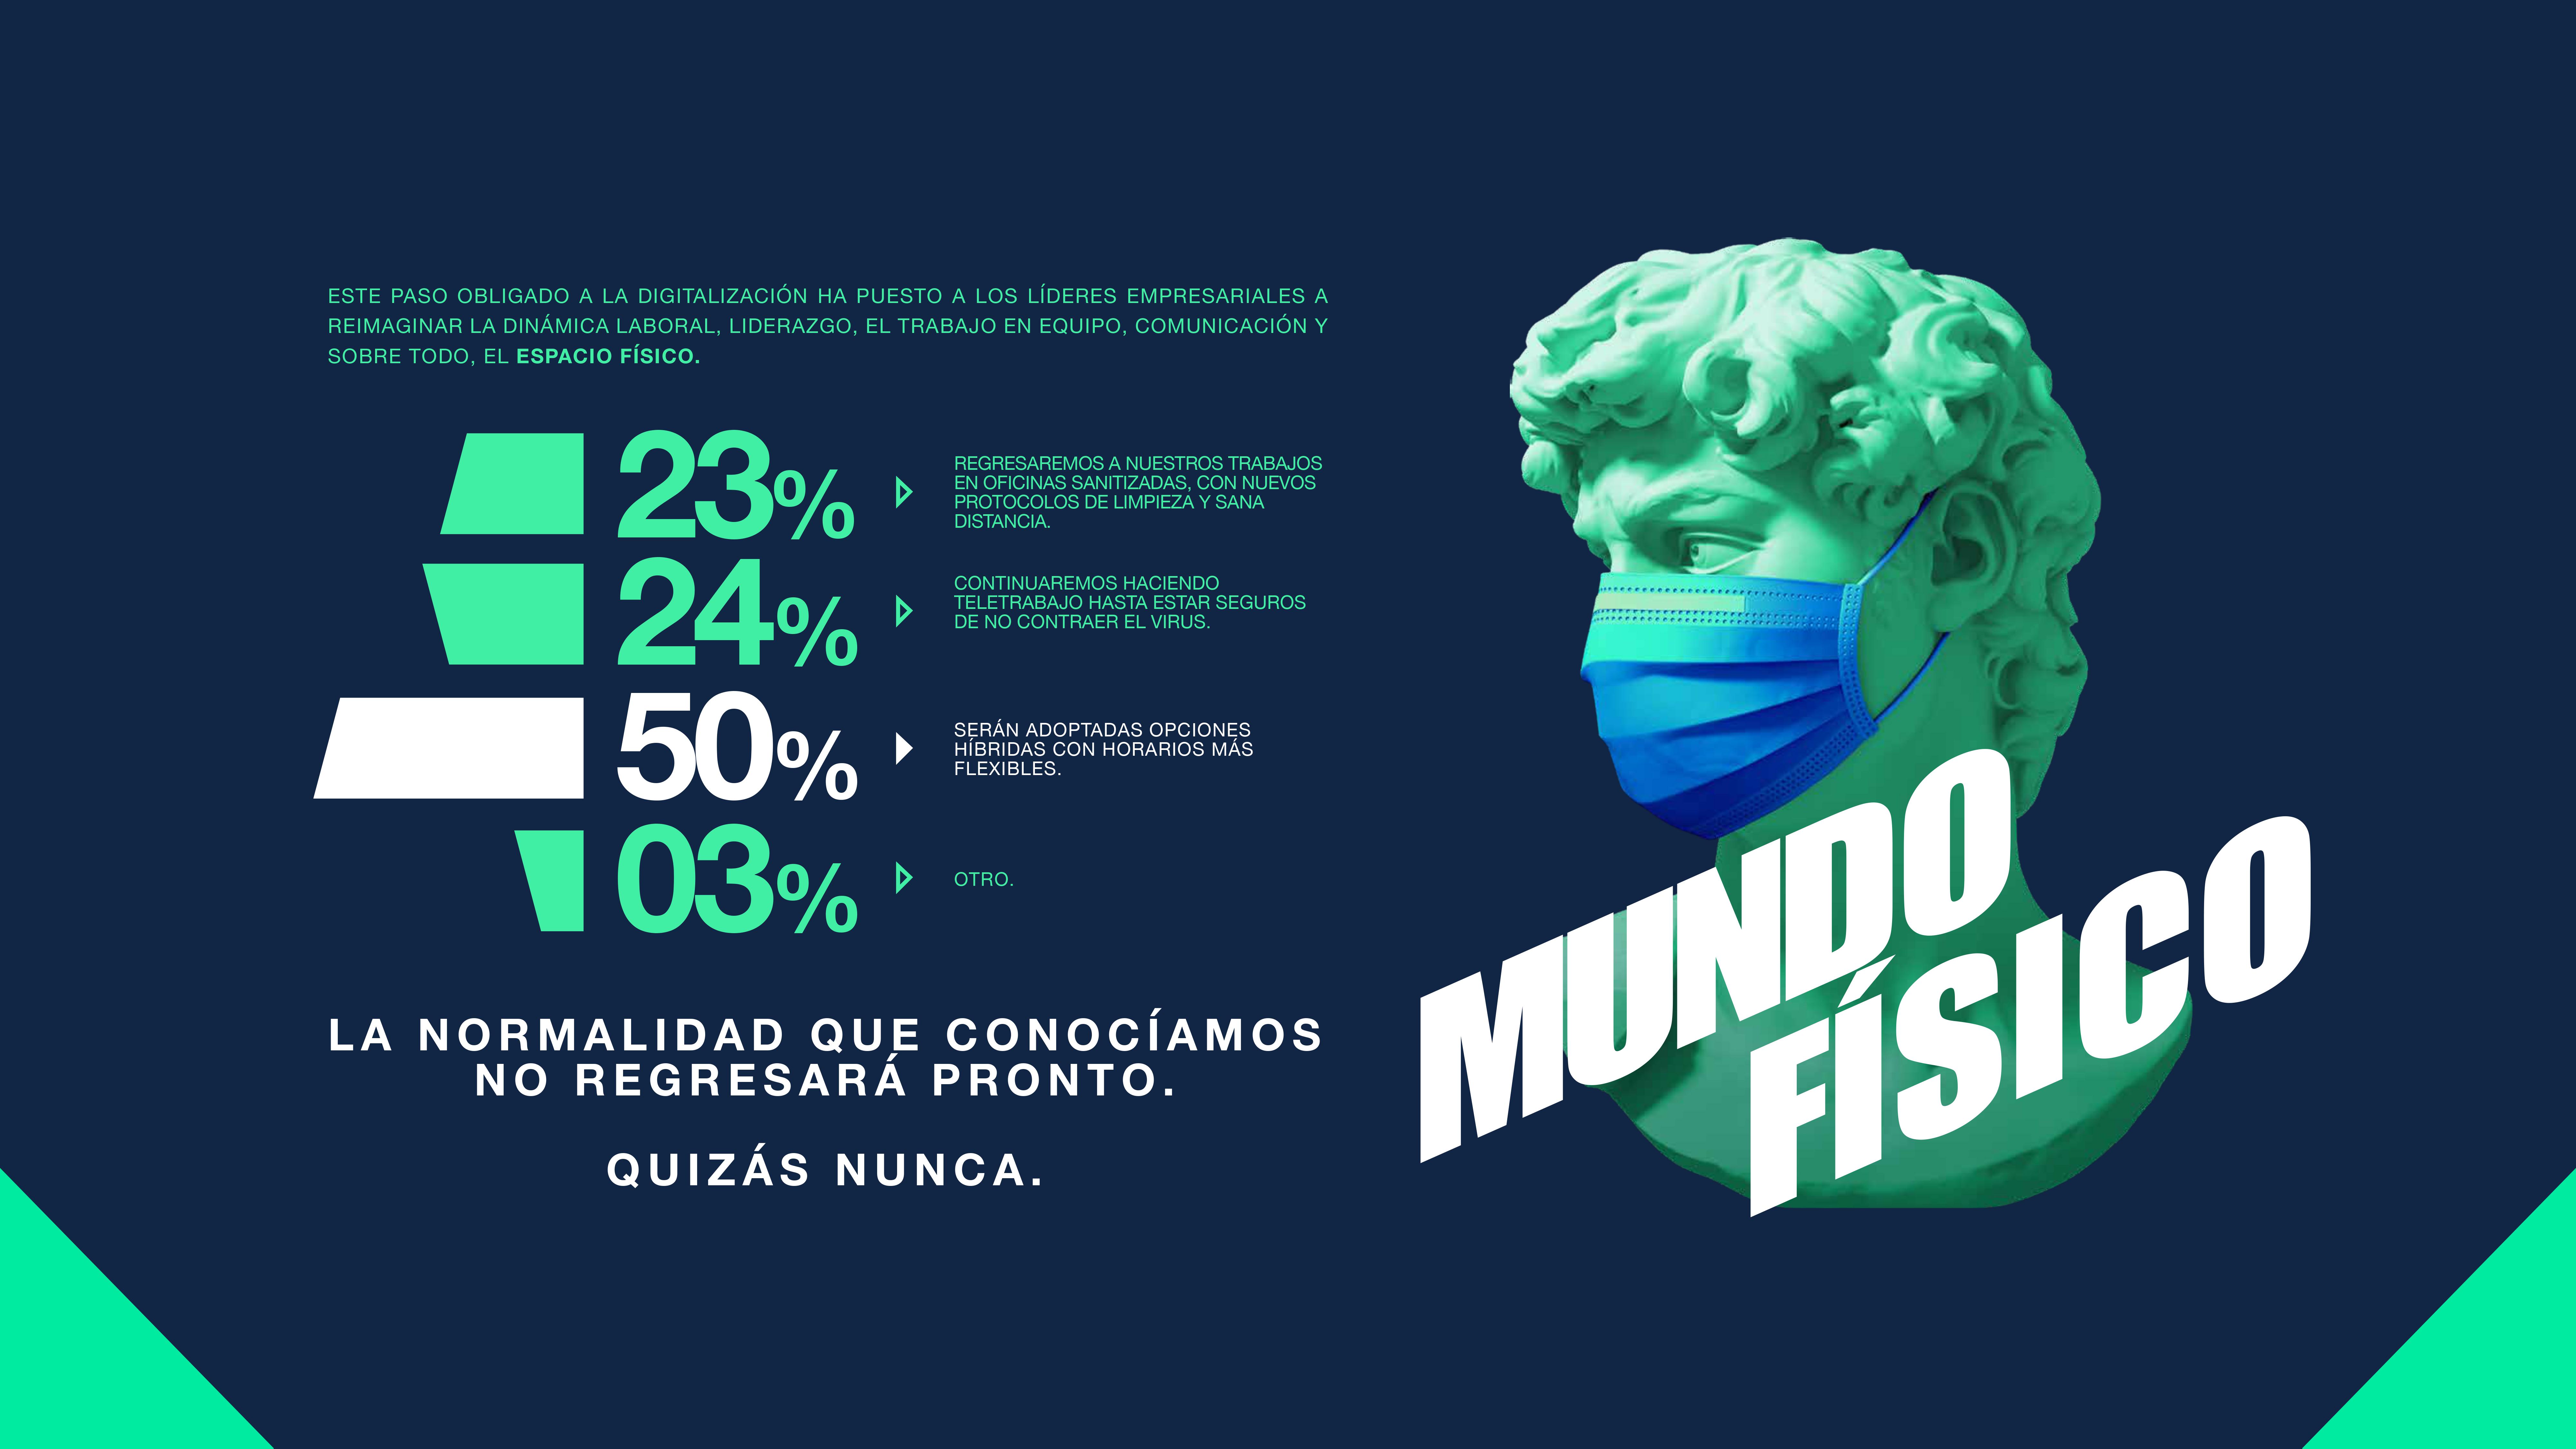 ESTE PASO OBLIGADO A LA DIGITALIZACIÓN HA PUESTO A LOS LÍDERES EMPRESARIALES A
REIMAGINAR LA DINÁMICA LABORAL, LIDERAZGO, EL TRABAJO EN EQUIPO, COMUNICACIÓN Y
SOBRE TODO, EL ESPACIO FÍSICO.
23%
REGRESAREMOS A NUESTROS TRABAJOS
EN OFICINAS SANITIZADAS, CON NUEVOS
PROTOCOLOS DE LIMPIEZA Y SANA
DISTANCIA.
24%
CONTINUAREMOS HACIENDO
TELETRABAJO HASTA ESTAR SEGUROS
DE NO CONTRAER EL VIRUS.
50%
SERÁN ADOPTADAS OPCIONES
HÍBRIDAS CON HORARIOS MÁS
FLEXIBLES.
03%
OTRO.
LA NORMALIDAD QUE CONOCÍAMOS
NO REGRESARÁ PRONTO.
QUIZÁS NUNCA.
MUNDO
FÍSICO